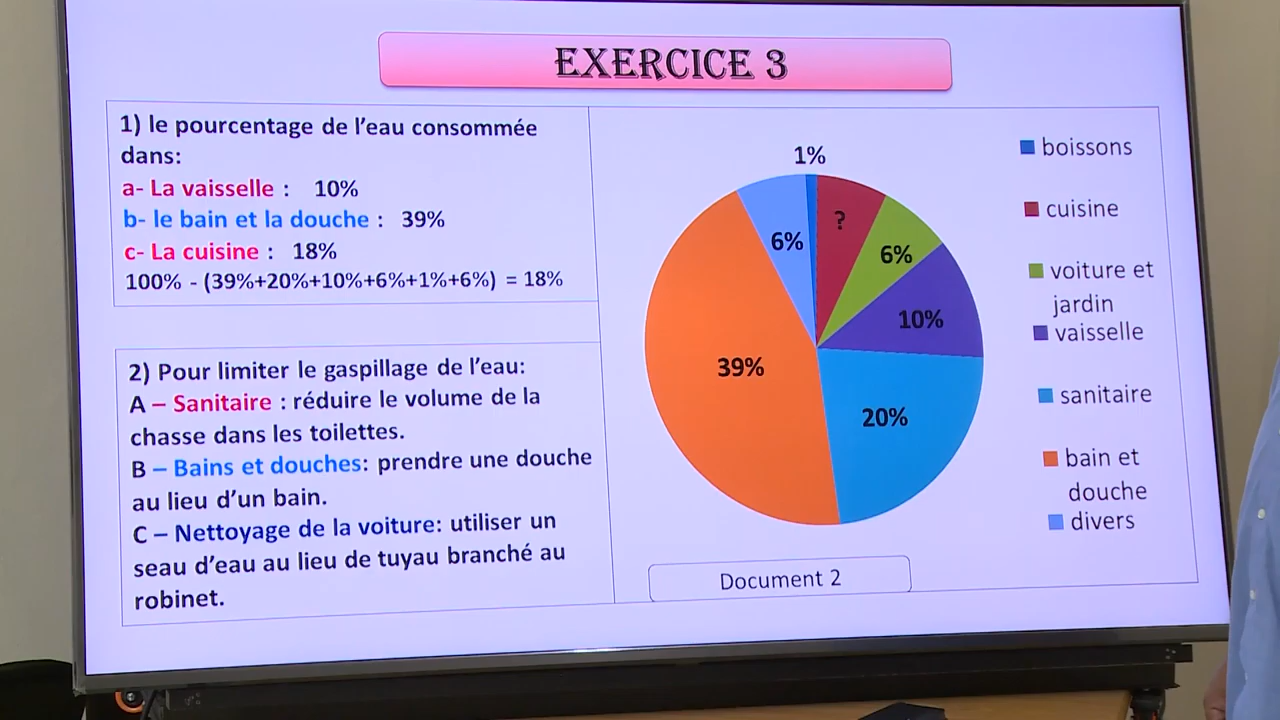 EXERCICE 3
1) le pourcentage de l'eau consommée
dans:
a- La vaisselle : 10%
b- le bain et la douche : 39%
c- La cuisine : 18%
100% - (39%+20%+10%+6%+1%+6%) = 18%
2) Pour limiter le gaspillage de l'eau:
A – Sanitaire : réduire le volume de la
chasse dans les toilettes.
B – Bains et douches: prendre une douche
au lieu d'un bain.
C – Nettoyage de la voiture: utiliser un
seau d'eau au lieu de tuyau branché au
robinet.
1%
?
6%
6%
10%
39%
20%
boissons
cuisine
voiture et
jardin
vaisselle
sanitaire
bain et
douche
divers
Document 2